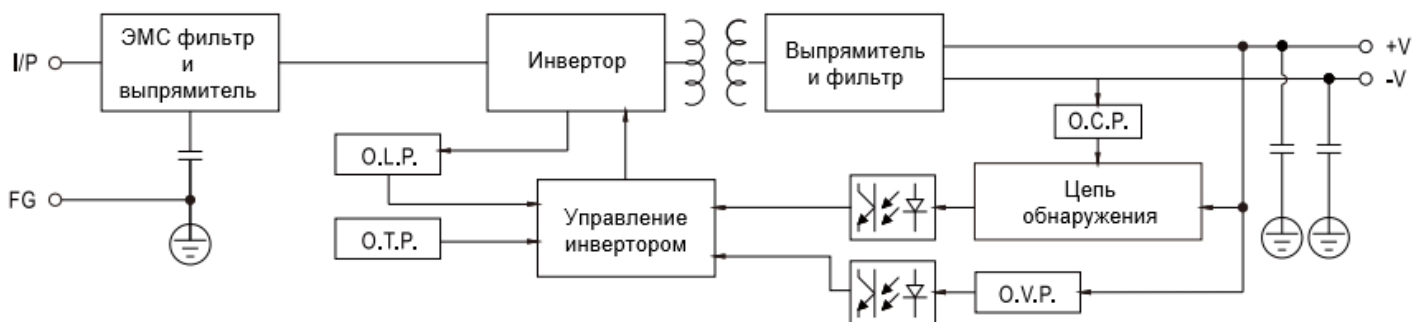 ЭМС фильтр
и
выпрямитель
Инвертор
Выпрямитель
и фильтр
I/P
+V
-V
O.C.P.
O.L.P.
FG
Управление
инвертором
Цепь
обнаружения
O.T.P.
O.V.P.